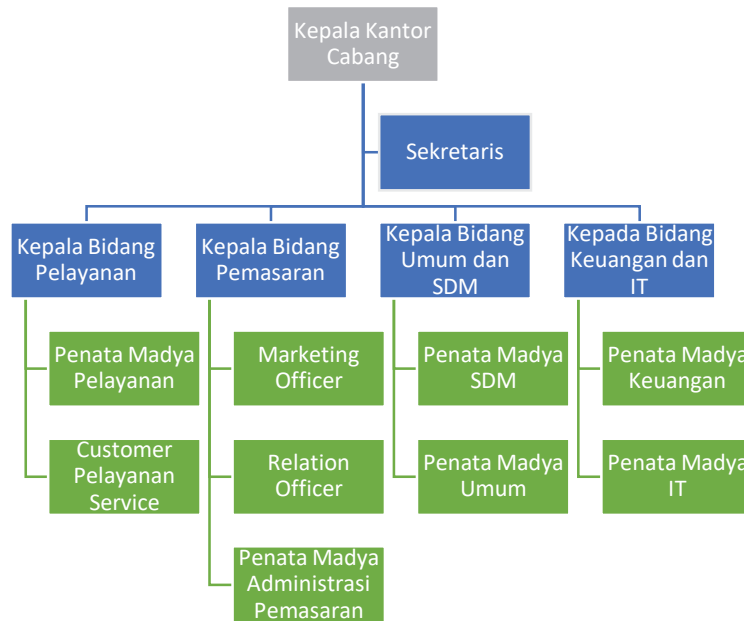 Kepala Kantor
Cabang
Sekretaris
Kepala Bidang
Pelayanan
Kepala Bidang
Pemasaran
Kepala Bidang
Umum dan
SDM
Kepada Bidang
Keuangan dan
IT
Penata Madya
Pelayanan
Marketing
Officer
Penata Madya
SDM
Penata Madya
Keuangan
Customer
Pelayanan
Service
Relation
Officer
Penata Madya
Umum
Penata Madya
IT
Penata Madya
Administrasi
Pemasaran